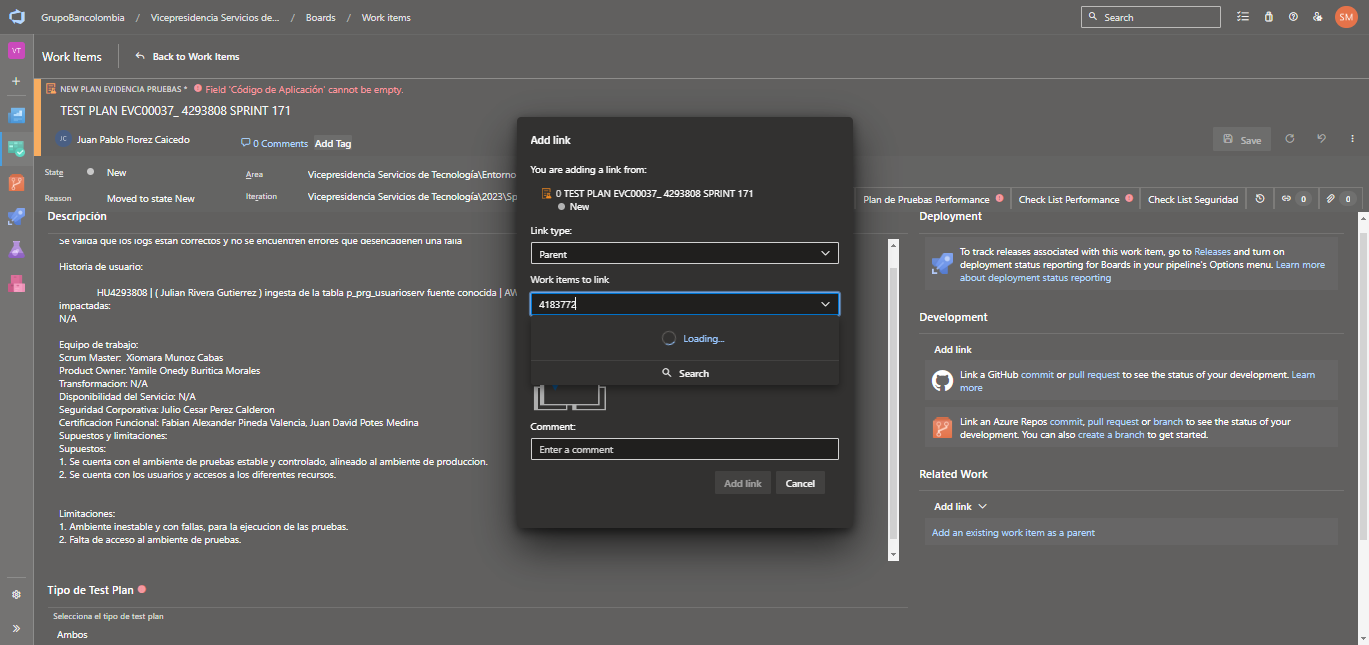 GrupoBancolombia / Vicepresidencia Servicios de... / Boards / Work items
Search
SM
VT
Work Items
Back to Work Items
NEW PLAN EVIDENCIA PRUEBAS * Field 'Código de Aplicación' cannot be empty.
TEST PLAN EVC00037_ 4293808 SPRINT 171
JC Juan Pablo Florez Caicedo
0 Comments
Add Tag
Save
State New
Reason Moved to state New
Area Vicepresidencia Servicios de Tecnología\Entorno
Iteration Vicepresidencia Servicios de Tecnología\2023\Sp
Plan de Pruebas Performance
Check List Performance
Check List Seguridad
0
0
Descripción
Se valida que los logs estan correctos y no se encuentren errores que desencadenen una falla
Historia de usuario:
HU4293808 | ( Julian Rivera Gutierrez ) ingesta de la tabla p_prg_usuarioserv fuente conocida | AW
impactadas:
N/A
Equipo de trabajo:
Scrum Master: Xiomara Munoz Cabas
Product Owner: Yamile Onedy Buritica Morales
Transformacion: N/A
Disponibilidad del Servicio: N/A
Seguridad Corporativa: Julio Cesar Perez Calderon
Certificacion Funcional: Fabian Alexander Pineda Valencia, Juan David Potes Medina
Supuestos y limitaciones:
Supuestos:
1. Se cuenta con el ambiente de pruebas estable y controlado, alineado al ambiente de produccion.
2. Se cuenta con los usuarios y accesos a los diferentes recursos.
Limitaciones:
1. Ambiente inestable y con fallas, para la ejecucion de las pruebas.
2. Falta de acceso al ambiente de pruebas.
Tipo de Test Plan
Selecciona el tipo de test plan
Ambos
Add link
You are adding a link from:
0 TEST PLAN EVC00037_ 4293808 SPRINT 171
New
Link type:
Parent
Work items to link
4183772
Loading...
Search
Comment:
Enter a comment
Add link
Cancel
Deployment
To track releases associated with this work item, go to Releases and turn on
deployment status reporting for Boards in your pipeline's Options menu. Learn more
about deployment status reporting
Development
Add link
Link a GitHub commit or pull request to see the status of your development. Learn
more
Link an Azure Repos commit, pull request or branch to see the status of your
development. You can also create a branch to get started.
Related Work
Add link
Add an existing work item as a parent